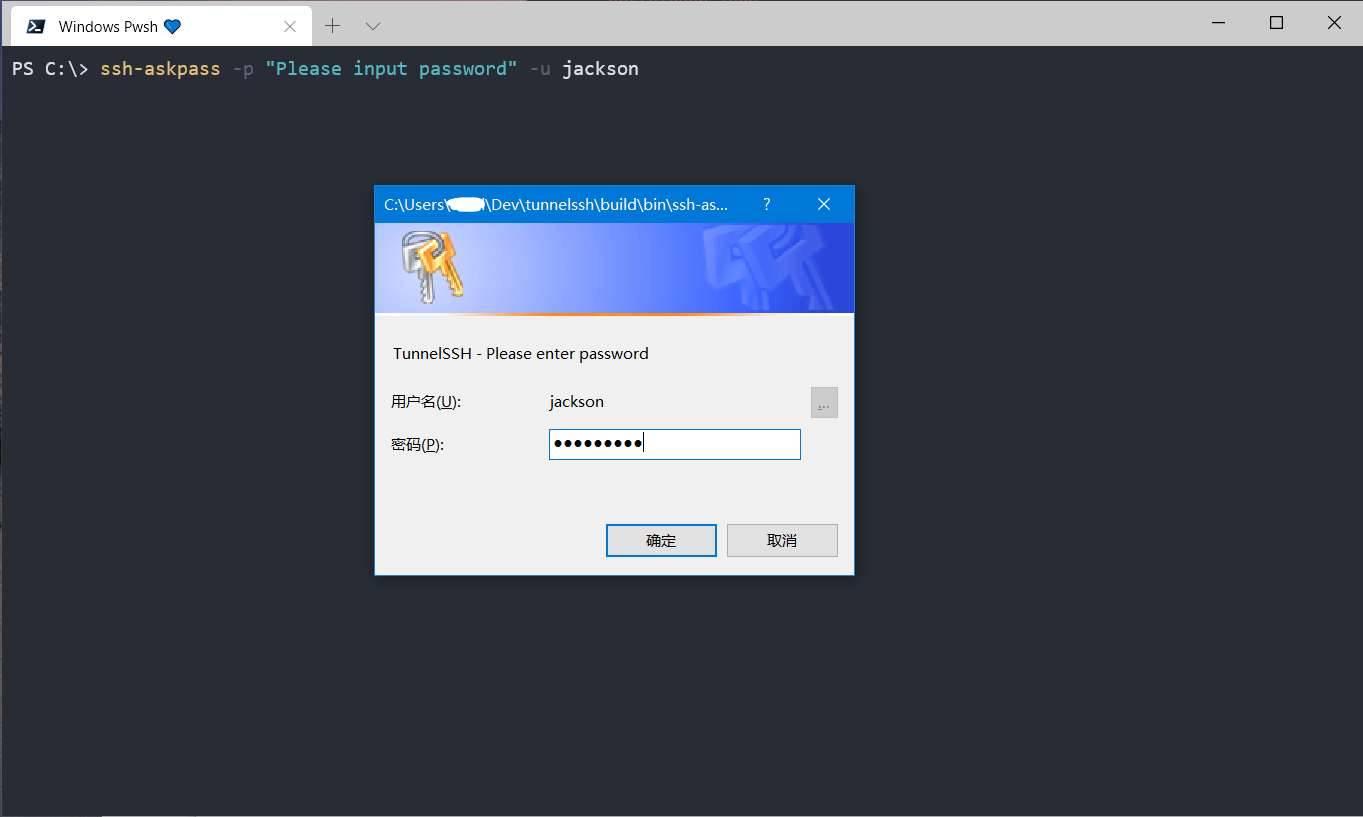 Windows Pwsh 💙
PS C:\> ssh-askpass -p "Please input password" -u jackson
C:\Users\ \Dev\tunnelssh\build\bin\ssh-as...
?
TunnelSSH - Please enter password
用户名(U): jackson
...
密码(P): ●●●●●●●●●
确定 取消